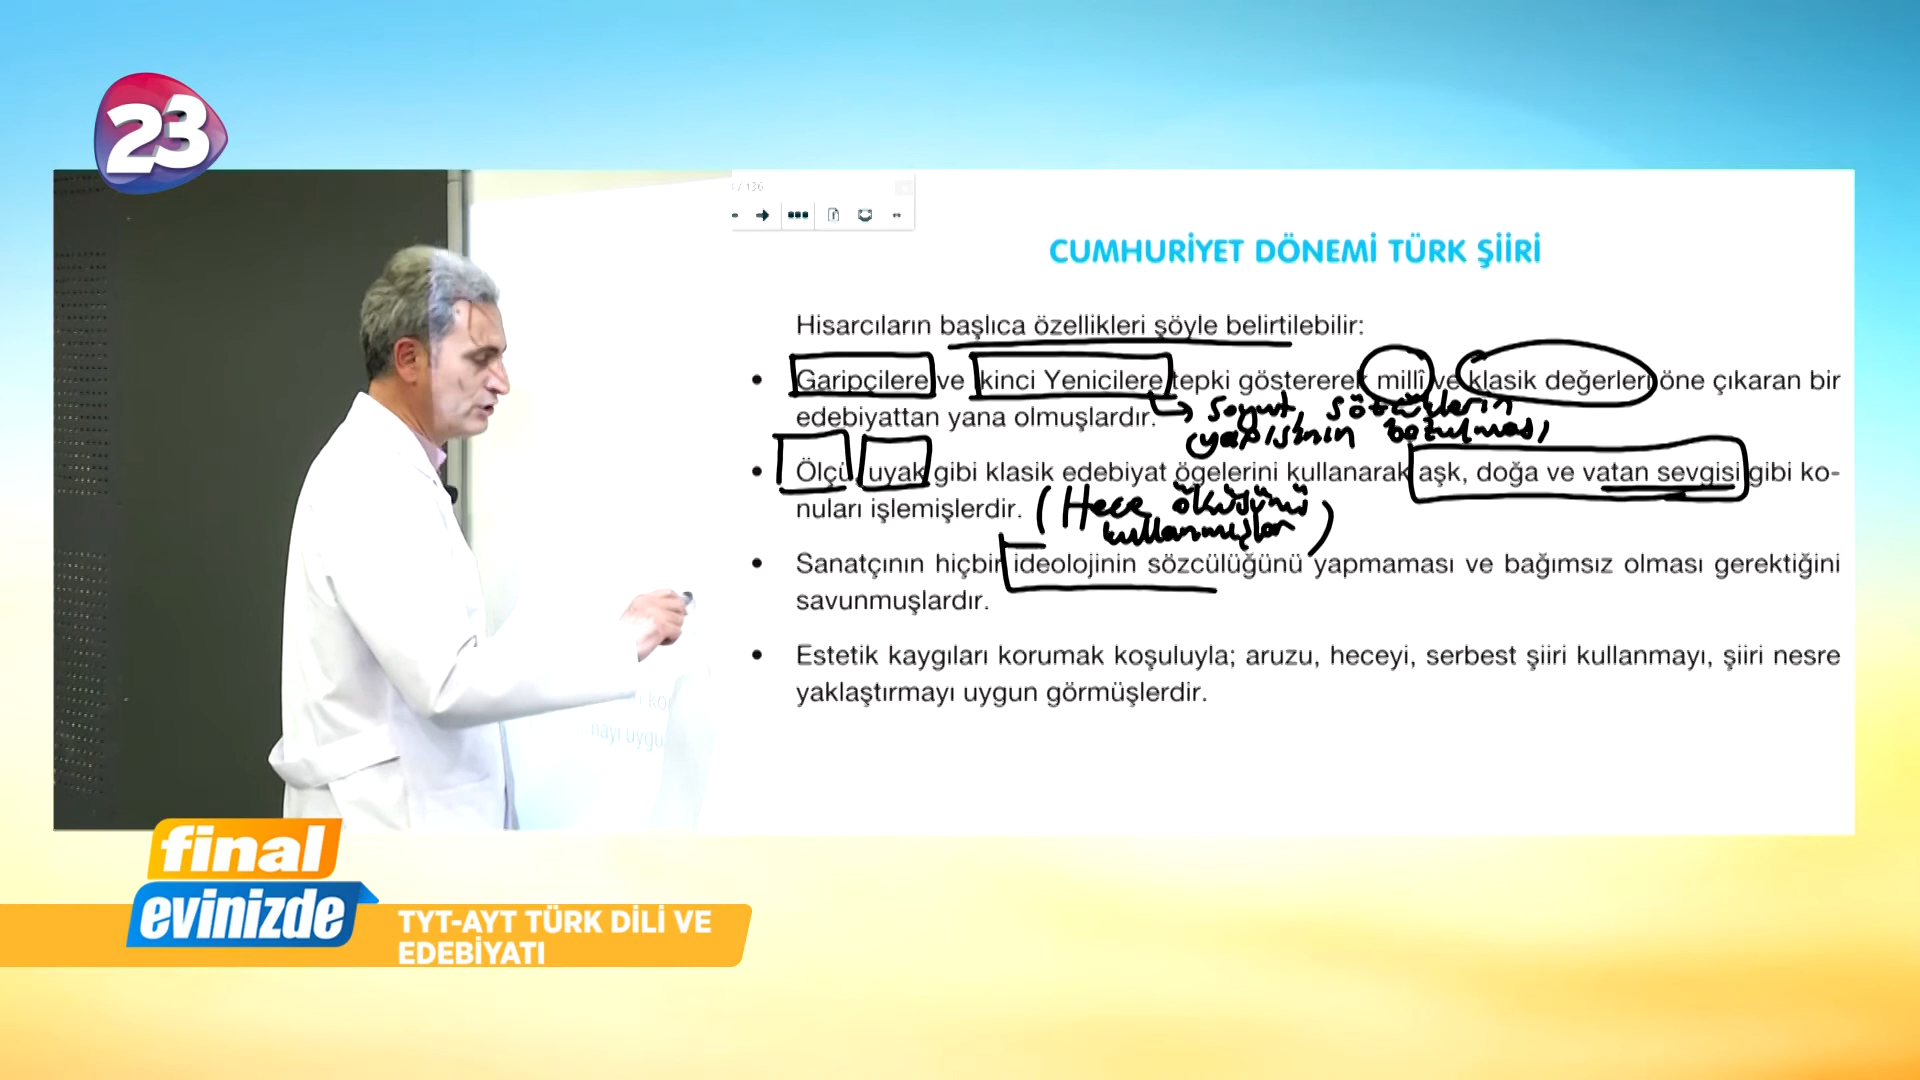 23
/ 136
CUMHURİYET DÖNEMİ TÜRK ŞİİRİ
Hisarcıların başlıca özellikleri şöyle belirtilebilir:
• Garipçilere ve İkinci Yenicilere tepki göstererek millî ve klasik değerleri öne çıkaran bir
edebiyattan yana olmuşlardır.
soyut, sözcüklerin
yapısının bozulması
• Ölçü, uyak gibi klasik edebiyat ögelerini kullanarak aşk, doğa ve vatan sevgisi gibi ko-
nuları işlemişlerdir.
(Hece ölçüsünü
kullanmışlar)
• Sanatçının hiçbir ideolojinin sözcülüğünü yapmaması ve bağımsız olması gerektiğini
savunmuşlardır.
• Estetik kaygıları korumak koşuluyla; aruzu, heceyi, serbest şiiri kullanmayı, şiiri nesre
yaklaştırmayı uygun görmüşlerdir.
final
evinizde
TYT-AYT TÜRK DİLİ VE
EDEBİYATI